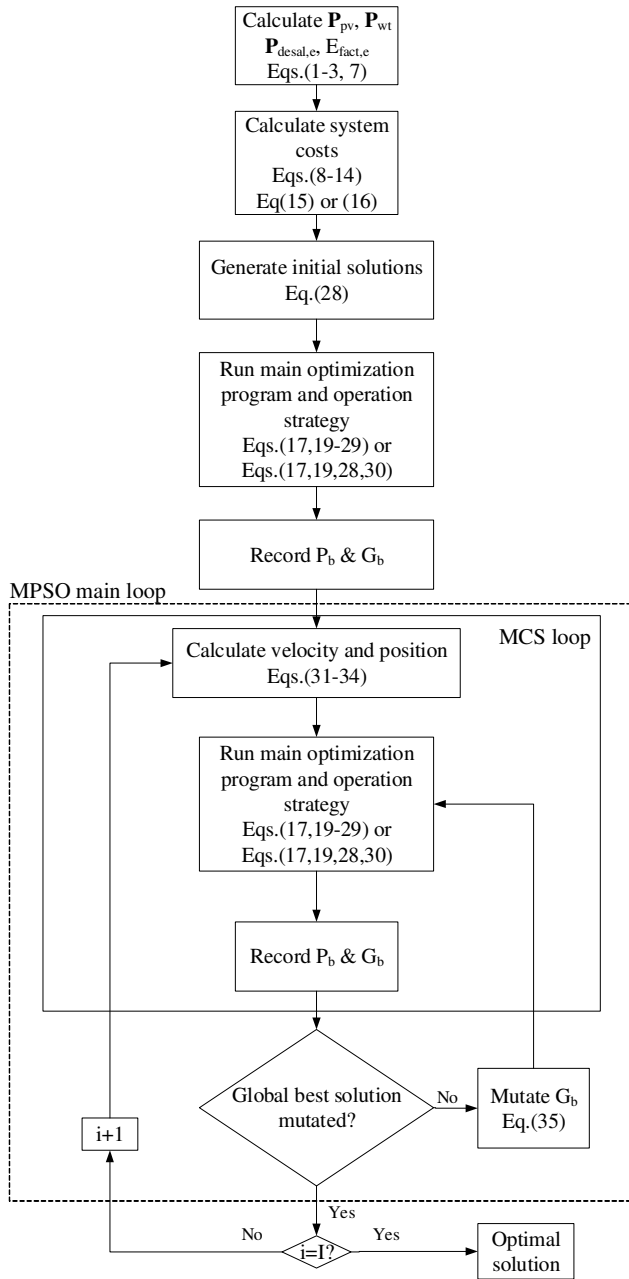 Calculate P_pv, P_wt
P_desal,e, E_fact,e
Eqs.(1-3, 7)
Calculate system
costs
Eqs.(8-14)
Eq(15) or (16)
Generate initial solutions
Eq.(28)
Run main optimization
program and operation
strategy
Eqs.(17,19-29) or
Eqs.(17,19,28,30)
Record P_b & G_b
MPSO main loop
MCS loop
Calculate velocity and position
Eqs.(31-34)
Run main optimization
program and operation
strategy
Eqs.(17,19-29) or
Eqs.(17,19,28,30)
Record P_b & G_b
Global best solution
mutated?
No
Mutate G_b
Eq.(35)
i+1
Yes
No
i=I?
Yes
Optimal
solution